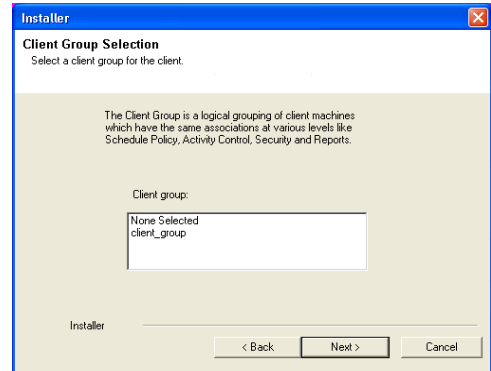 Installer
Client Group Selection
Select a client group for the client.
The Client Group is a logical grouping of client machines
which have the same associations at various levels like
Schedule Policy, Activity Control, Security and Reports.
Client group:
None Selected
client_group
Installer
< Back
Next >
Cancel